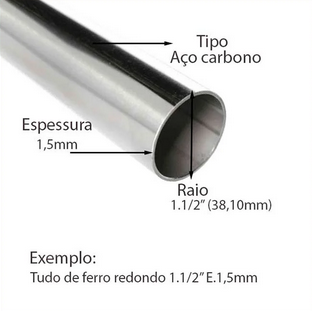 Tipo
Aço carbono
Espessura
1,5mm
Raio
1.1/2” (38,10mm)
Exemplo:
Tudo de ferro redondo 1.1/2” E.1,5mm